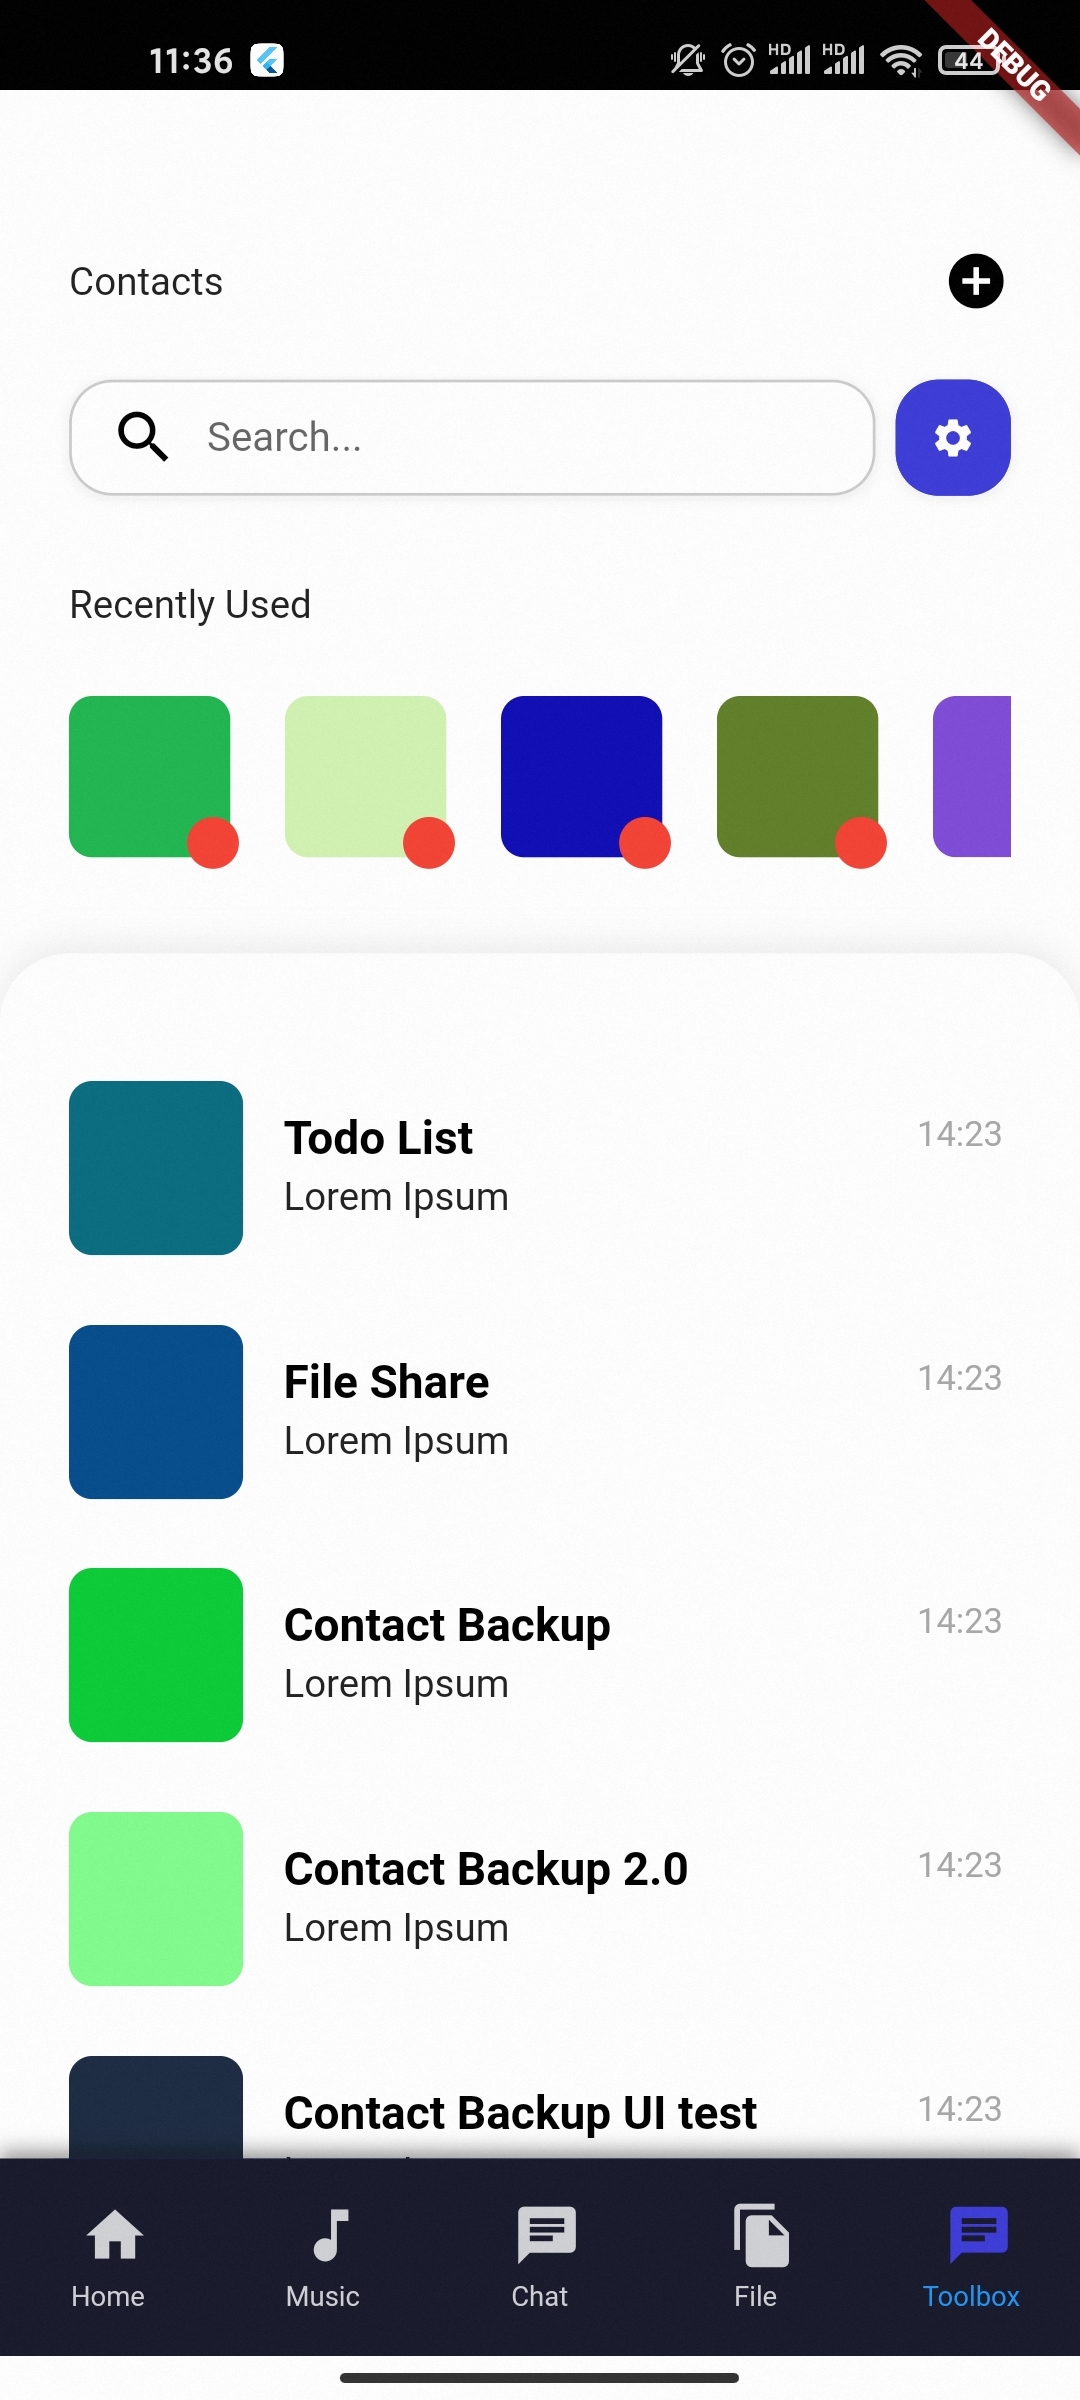 11:36
HD HD 44
DEBUG
Contacts
Search...
Recently Used
Todo List 14:23
Lorem Ipsum
File Share 14:23
Lorem Ipsum
Contact Backup 14:23
Lorem Ipsum
Contact Backup 2.0 14:23
Lorem Ipsum
Contact Backup UI test 14:23
Home Music Chat File Toolbox